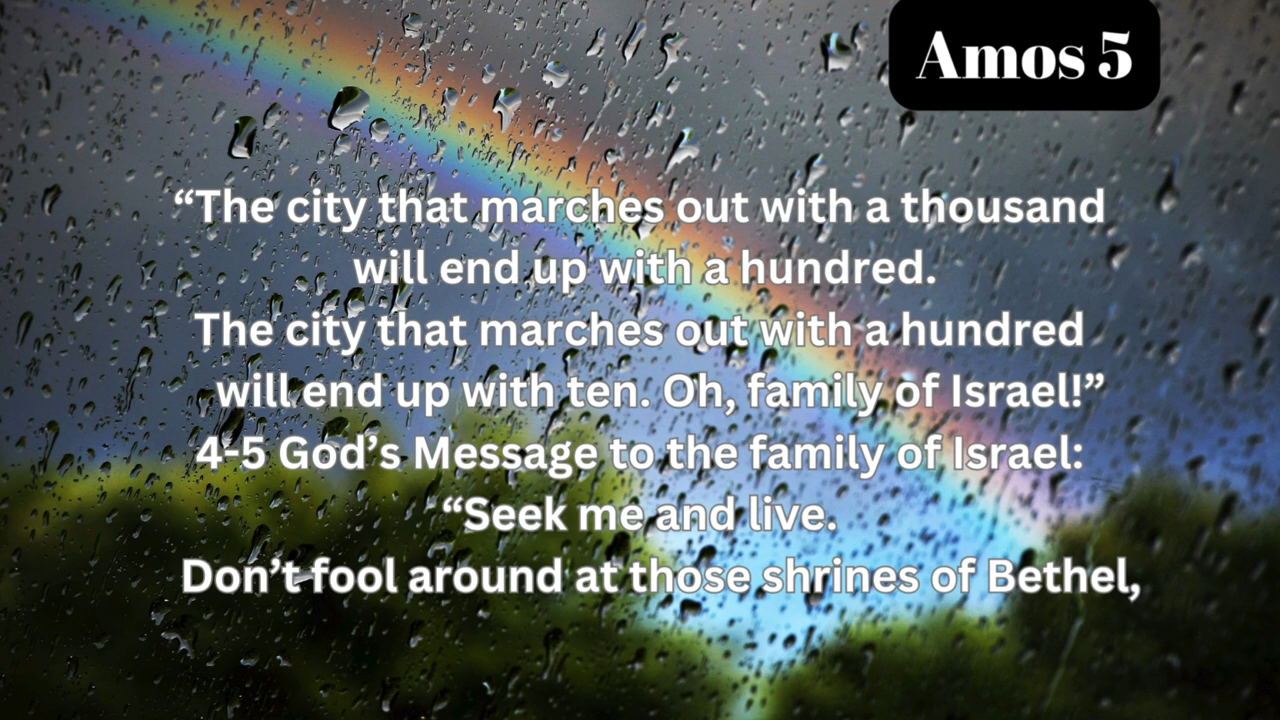 Amos 5
“The city that marches out with a thousand
will end up with a hundred.
The city that marches out with a hundred
will end up with ten. Oh, family of Israel!”
4-5 God’s Message to the family of Israel:
“Seek me and live.
Don’t fool around at those shrines of Bethel,